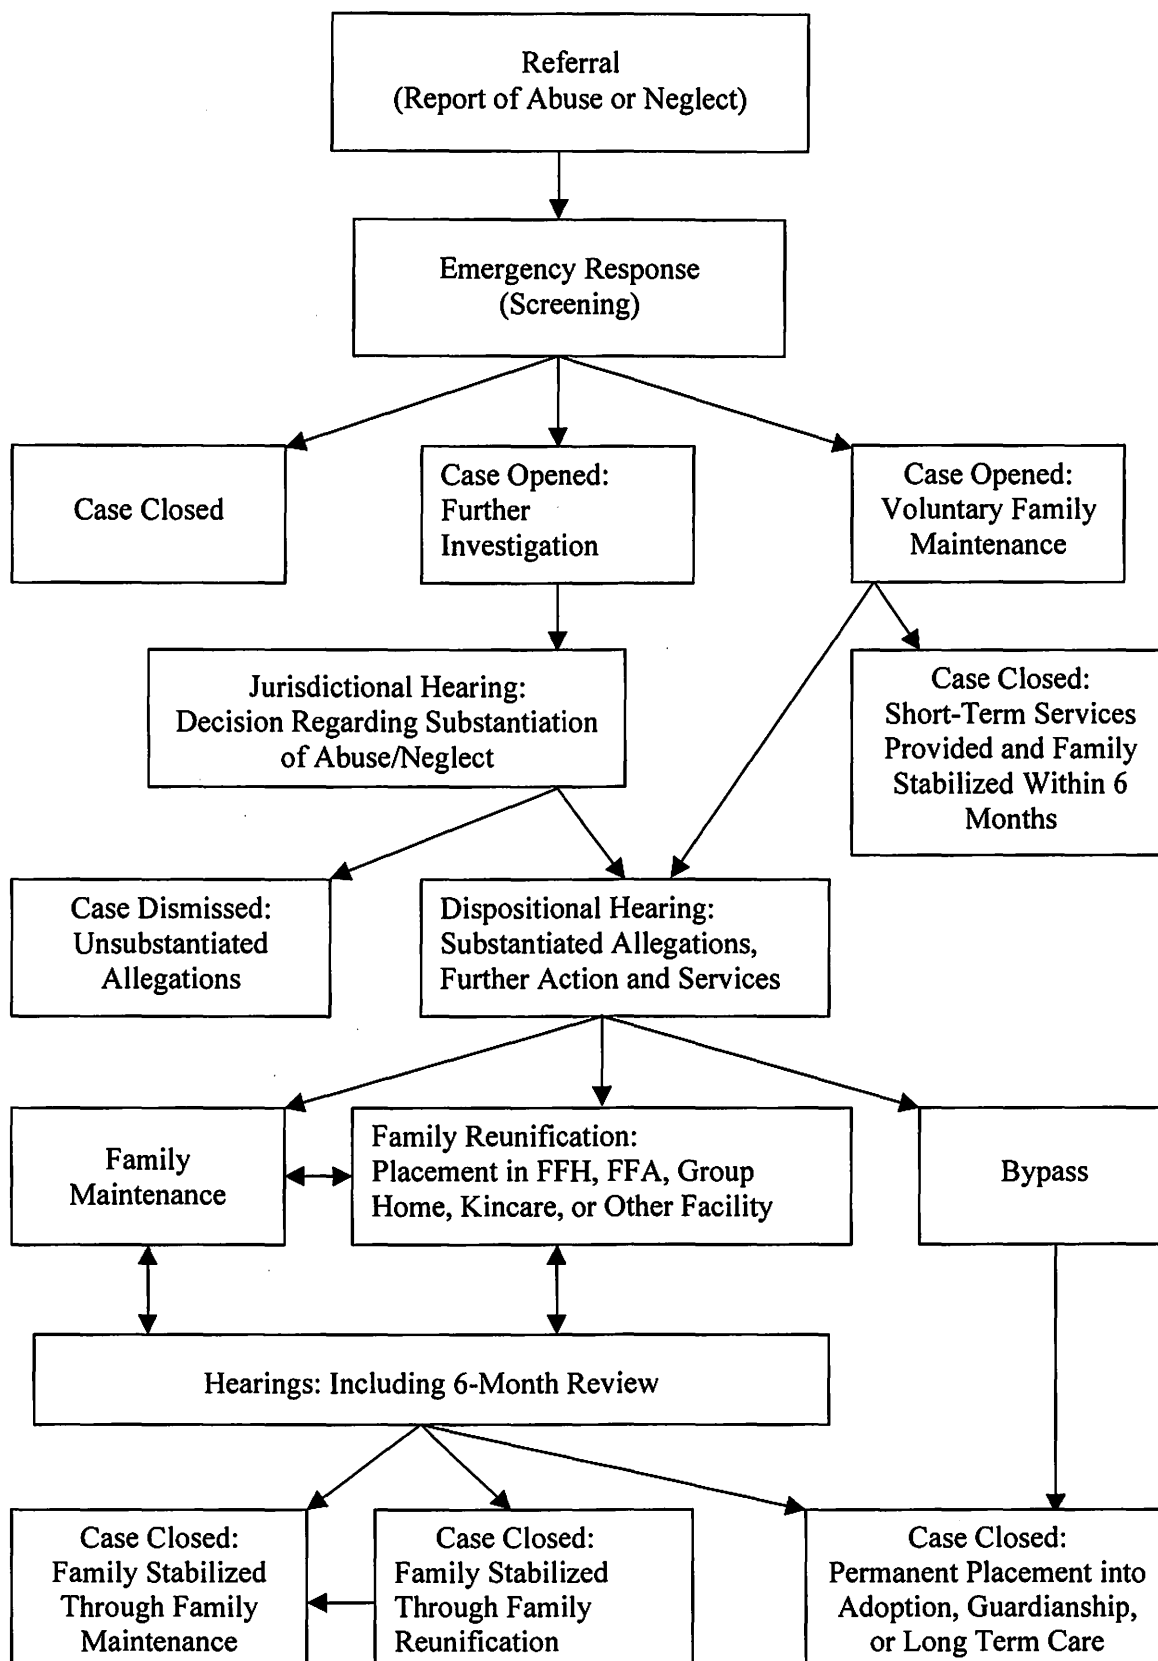 Referral
(Report of Abuse or Neglect)
Emergency Response
(Screening)
Case Closed
Case Opened:
Further
Investigation
Case Opened:
Voluntary Family
Maintenance
Jurisdictional Hearing:
Decision Regarding Substantiation
of Abuse/Neglect
Case Closed:
Short-Term Services
Provided and Family
Stabilized Within 6
Months
Case Dismissed:
Unsubstantiated
Allegations
Dispositional Hearing:
Substantiated Allegations,
Further Action and Services
Family
Maintenance
Family Reunification:
Placement in FFH, FFA, Group
Home, Kincare, or Other Facility
Bypass
Hearings: Including 6-Month Review
Case Closed:
Family Stabilized
Through Family
Maintenance
Case Closed:
Family Stabilized
Through Family
Reunification
Case Closed:
Permanent Placement into
Adoption, Guardianship,
or Long Term Care